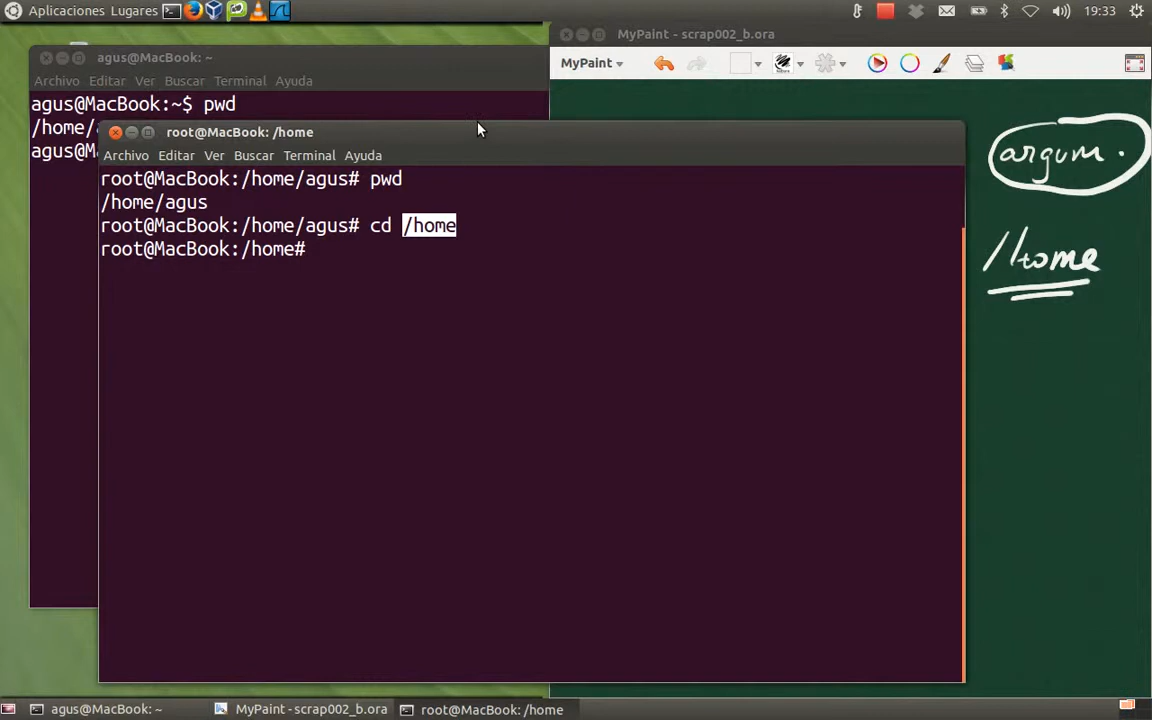 Aplicaciones Lugares
19:33
agus@MacBook: ~
Archivo Editar Ver Buscar Terminal Ayuda
agus@MacBook:~$ pwd
/home/
agus@M
root@MacBook: /home
Archivo Editar Ver Buscar Terminal Ayuda
root@MacBook:/home/agus# pwd
/home/agus
root@MacBook:/home/agus# cd /home
root@MacBook:/home#
MyPaint - scrap002_b.ora
MyPaint
argum.
/home
agus@MacBook: ~
MyPaint - scrap002_b.ora
root@MacBook: /home